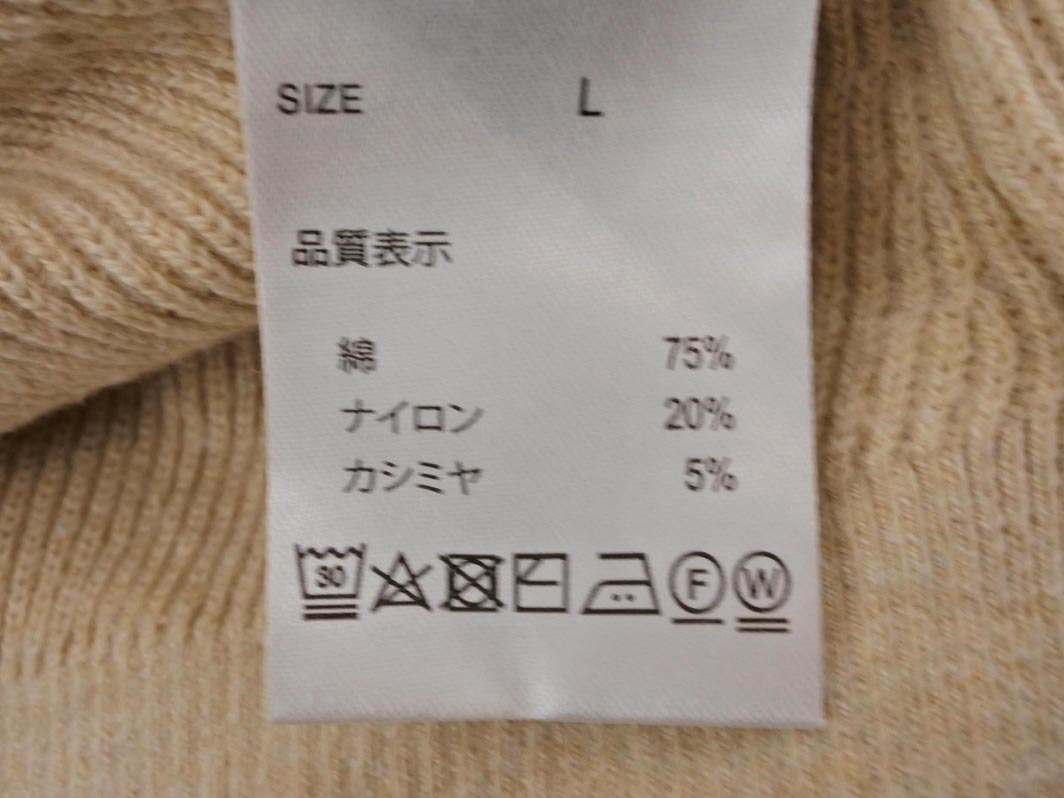 SIZE L
品質表示
綿 75%
ナイロン 20%
カシミヤ 5%
30 F W